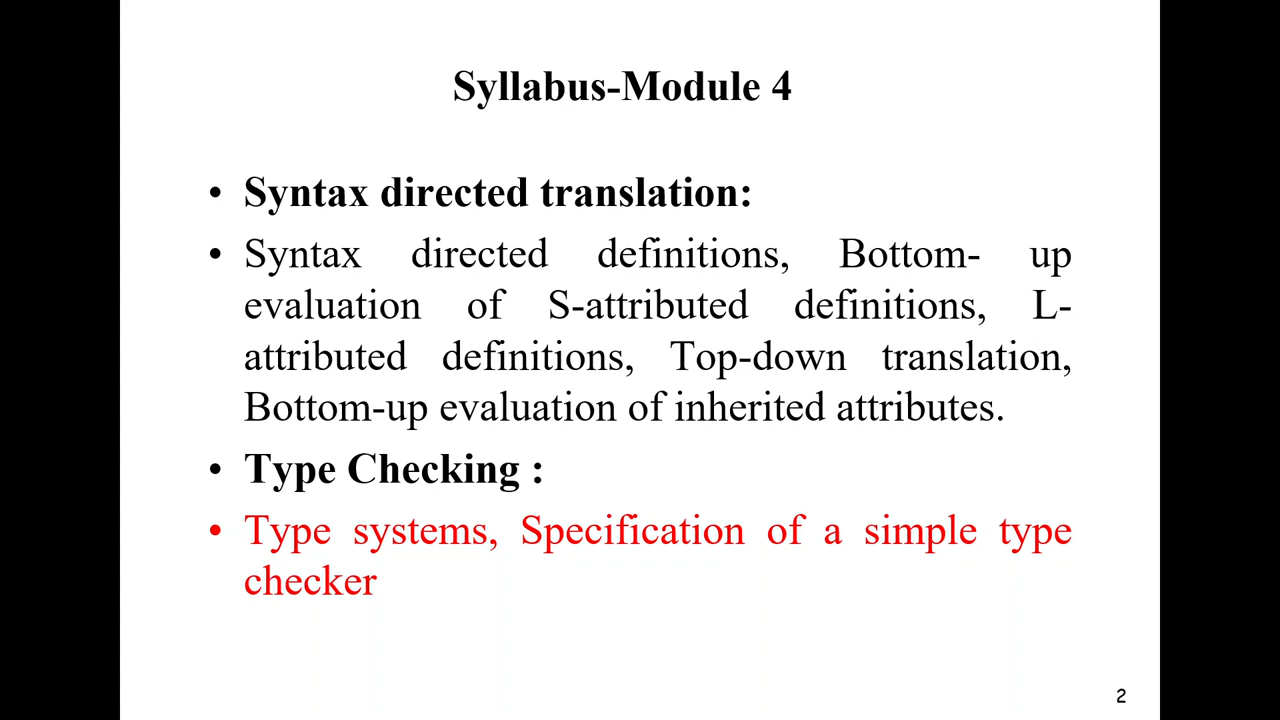 Syllabus-Module 4
• Syntax directed translation:
• Syntax directed definitions, Bottom- up
evaluation of S-attributed definitions, L-
attributed definitions, Top-down translation,
Bottom-up evaluation of inherited attributes.
• Type Checking :
• Type systems, Specification of a simple type
checker
2